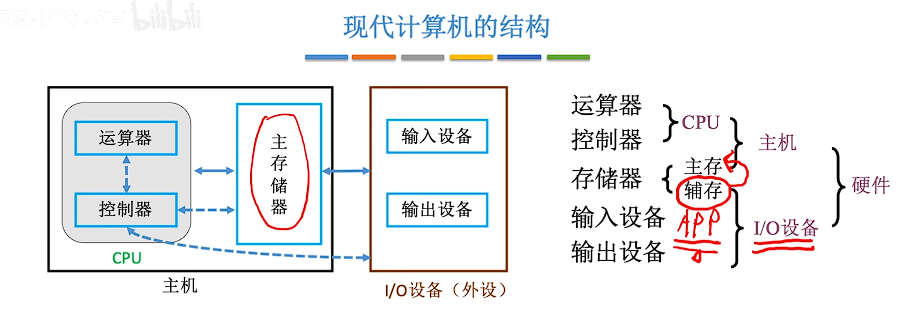 bilibili
现代计算机的结构
运算器
控制器
CPU
主存储器
主机
输入设备
输出设备
I/O设备（外设）
运算器
控制器
CPU
存储器
主存
辅存
主机
输入设备
APP
输出设备
I/O设备
硬件